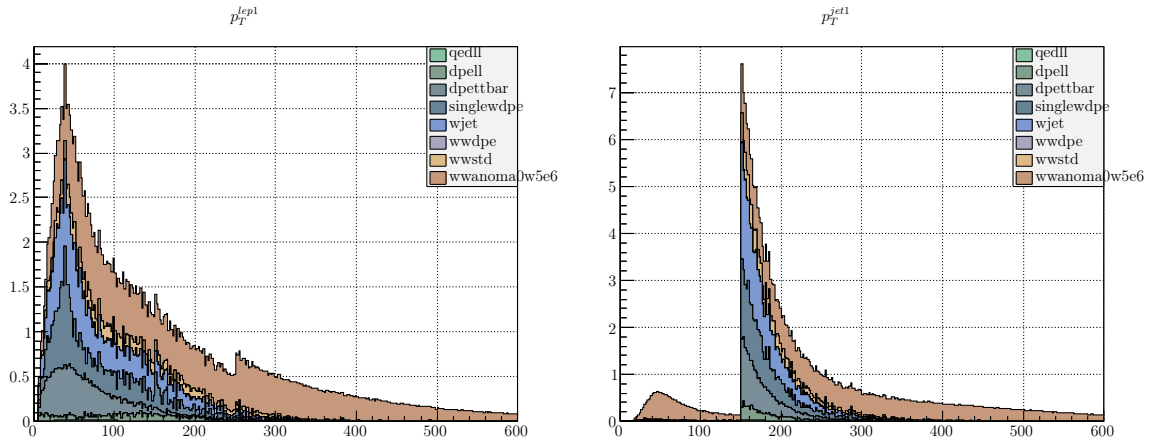 p_T^{lep1}
qedll
dpell
dpettbar
singlewdpe
wjet
wwdpe
wwstd
wwanoma0w5e6
4
3.5
3
2.5
2
1.5
1
0.5
0
0 100 200 300 400 500 600
p_T^{jet1}
qedll
dpell
dpettbar
singlewdpe
wjet
wwdpe
wwstd
wwanoma0w5e6
7
6
5
4
3
2
1
0
0 100 200 300 400 500 600